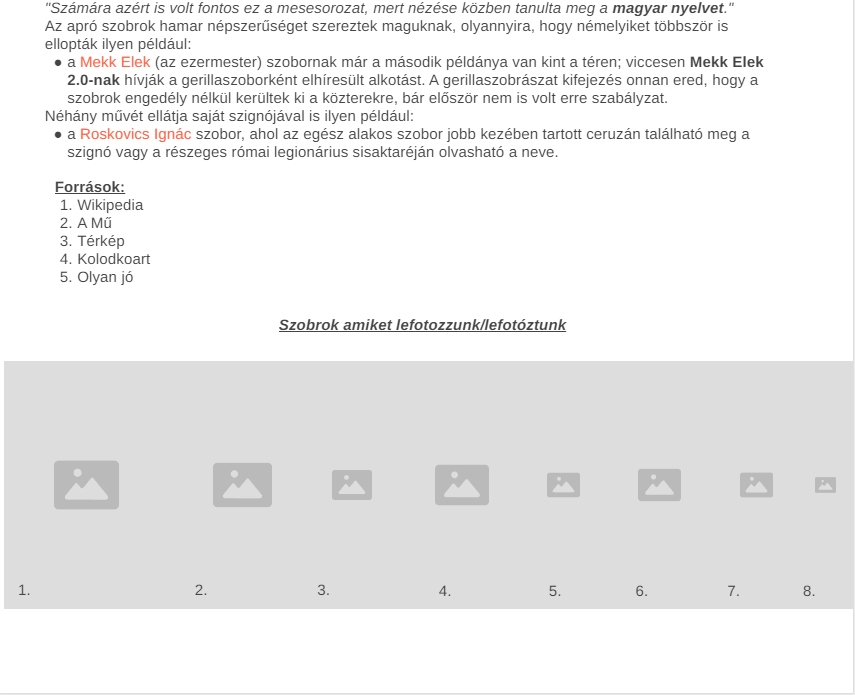 "Számára azért is volt fontos ez a mesesorozat, mert nézése közben tanulta meg a magyar nyelvet."
Az apró szobrok hamar népszerűséget szereztek maguknak, olyannyira, hogy némelyiket többször is
ellopták ilyen például:
● a Mekk Elek (az ezermester) szobornak már a második példánya van kint a téren; viccesen Mekk Elek
2.0-nak hívják a gerillaszoborként elhíresült alkotást. A gerillaszobrászat kifejezés onnan ered, hogy a
szobrok engedély nélkül kerültek ki a közterekre, bár először nem is volt erre szabályzat.
Néhány művét ellátja saját szignójával is ilyen például:
● a Roskovics Ignác szobor, ahol az egész alakos szobor jobb kezében tartott ceruzán található meg a
szignó vagy a részeges római legionárius sisaktaréján olvasható a neve.
Források:
1. Wikipedia
2. A Mű
3. Térkép
4. Kolodkoart
5. Olyan jó
Szobrok amiket lefotozzunk/lefotóztunk
1. 2. 3. 4. 5. 6. 7. 8.